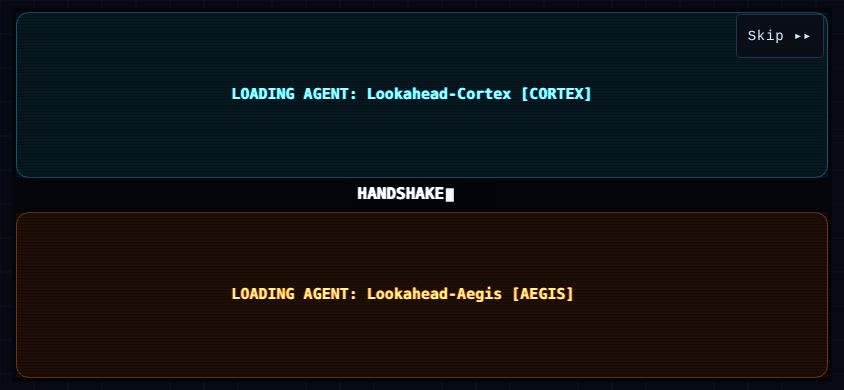 Skip ▸▸
LOADING AGENT: Lookahead-Cortex [CORTEX]
HANDSHAKE
LOADING AGENT: Lookahead-Aegis [AEGIS]